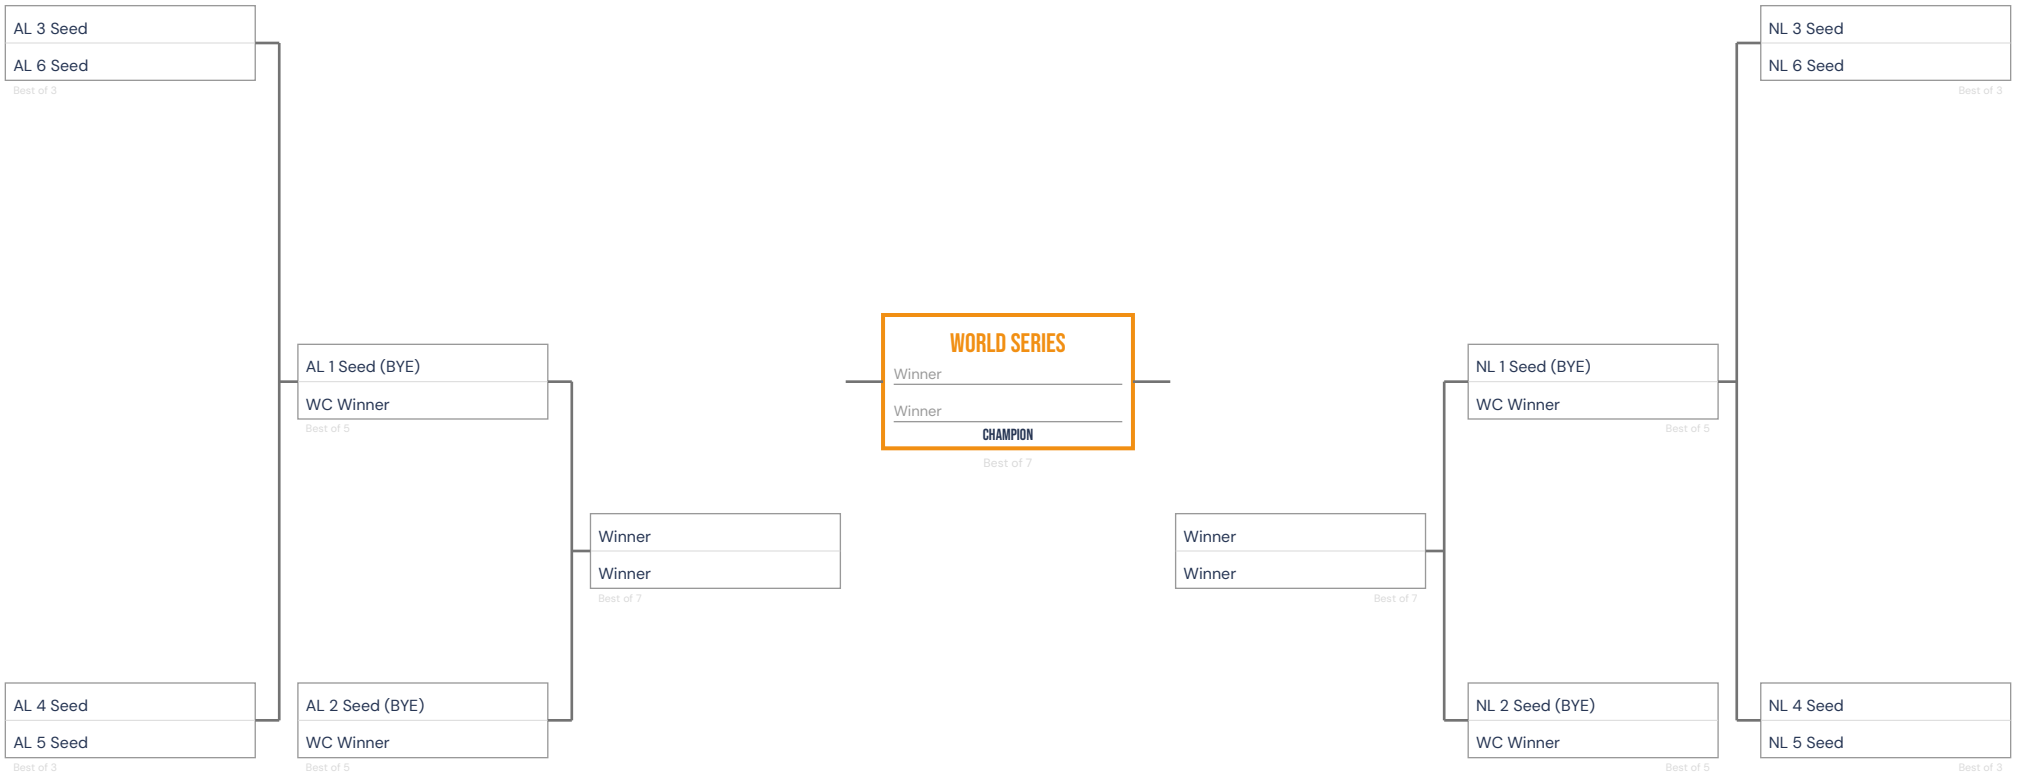 AL 3 Seed
AL 6 Seed
Best of 3
AL 4 Seed
AL 5 Seed
Best of 3
AL 1 Seed (BYE)
WC Winner
Best of 5
AL 2 Seed (BYE)
WC Winner
Best of 5
Winner
Winner
Best of 7
WORLD SERIES
Winner
Winner
CHAMPION
Best of 7
Winner
Winner
Best of 7
NL 1 Seed (BYE)
WC Winner
Best of 5
NL 2 Seed (BYE)
WC Winner
Best of 5
NL 3 Seed
NL 6 Seed
Best of 3
NL 4 Seed
NL 5 Seed
Best of 3